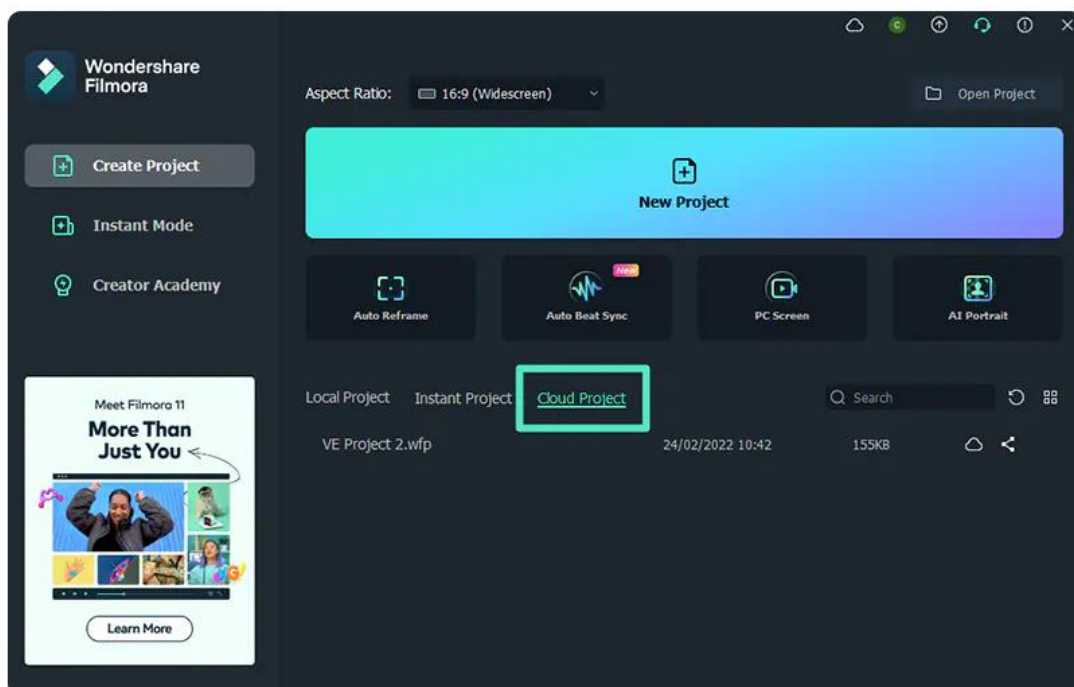 Wondershare
Filmora
C
Aspect Ratio:
16:9 (Widescreen)
Open Project
Create Project
New Project
Instant Mode
Creator Academy
New
Auto Reframe
Auto Beat Sync
PC Screen
AI Portrait
Local Project
Instant Project
Cloud Project
Search
VE Project 2.wfp
24/02/2022 10:42
155KB
Meet Filmora 11
More Than
Just You
Learn More